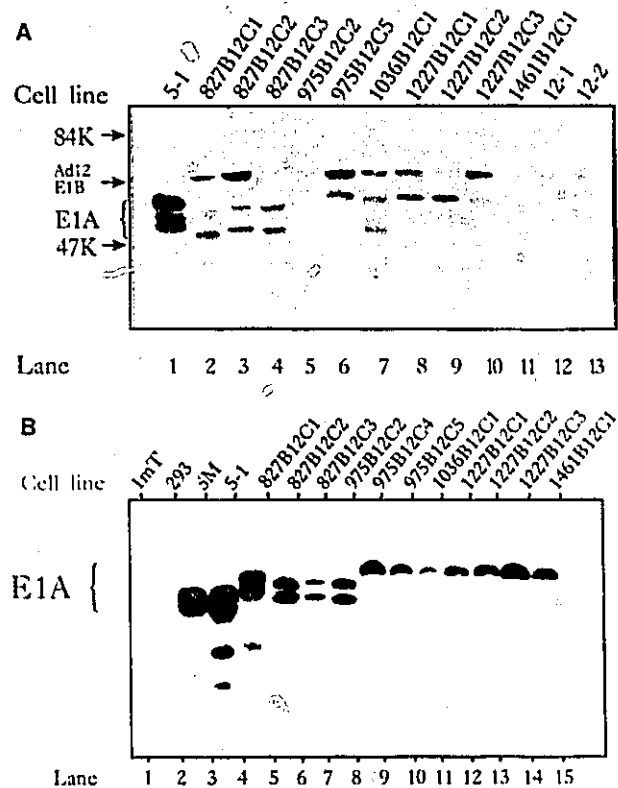 A
Cell line
5-1 827B12C1 827B12C2 827B12C3 975B12C2 975B12C5 1036B12C1 1227B12C1 1227B12C2 1227B12C3 1461B12C1 12-1 12-2
84K
Ad12
E1B
E1A
47K
Lane 1 2 3 4 5 6 7 8 9 10 11 12 13
B
Cell line
1mT 293 5M 5-1 827B12C1 827B12C2 827B12C3 975B12C2 975B12C4 975B12C5 1036B12C1 1227B12C1 1227B12C2 1227B12C3 1461B12C1
E1A
Lane 1 2 3 4 5 6 7 8 9 10 11 12 13 14 15